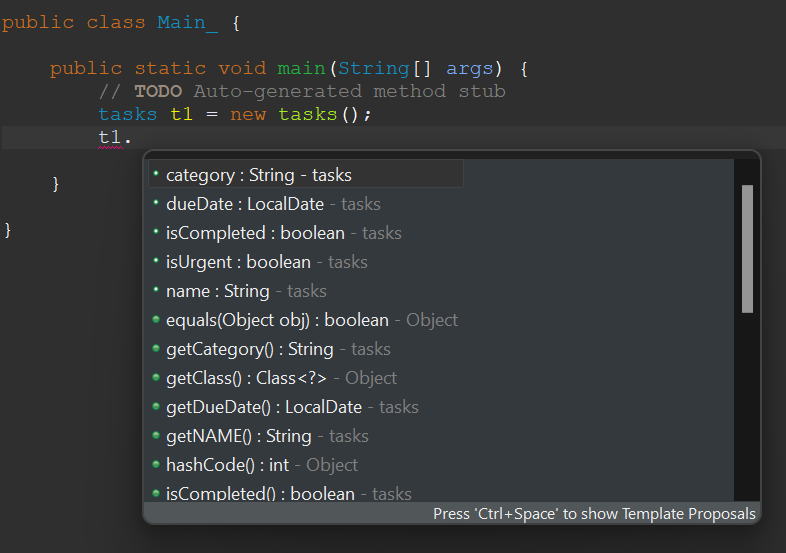 public class Main_ {
public static void main(String[] args) {
// TODO Auto-generated method stub
tasks t1 = new tasks();
t1.
category : String - tasks
dueDate : LocalDate - tasks
isCompleted : boolean - tasks
isUrgent : boolean - tasks
name : String - tasks
equals(Object obj) : boolean - Object
getCategory() : String - tasks
getClass() : Class<?> - Object
getDueDate() : LocalDate - tasks
getNAME() : String - tasks
hashCode() : int - Object
isCompleted() : boolean - tasks
Press 'Ctrl+Space' to show Template Proposals
}
}